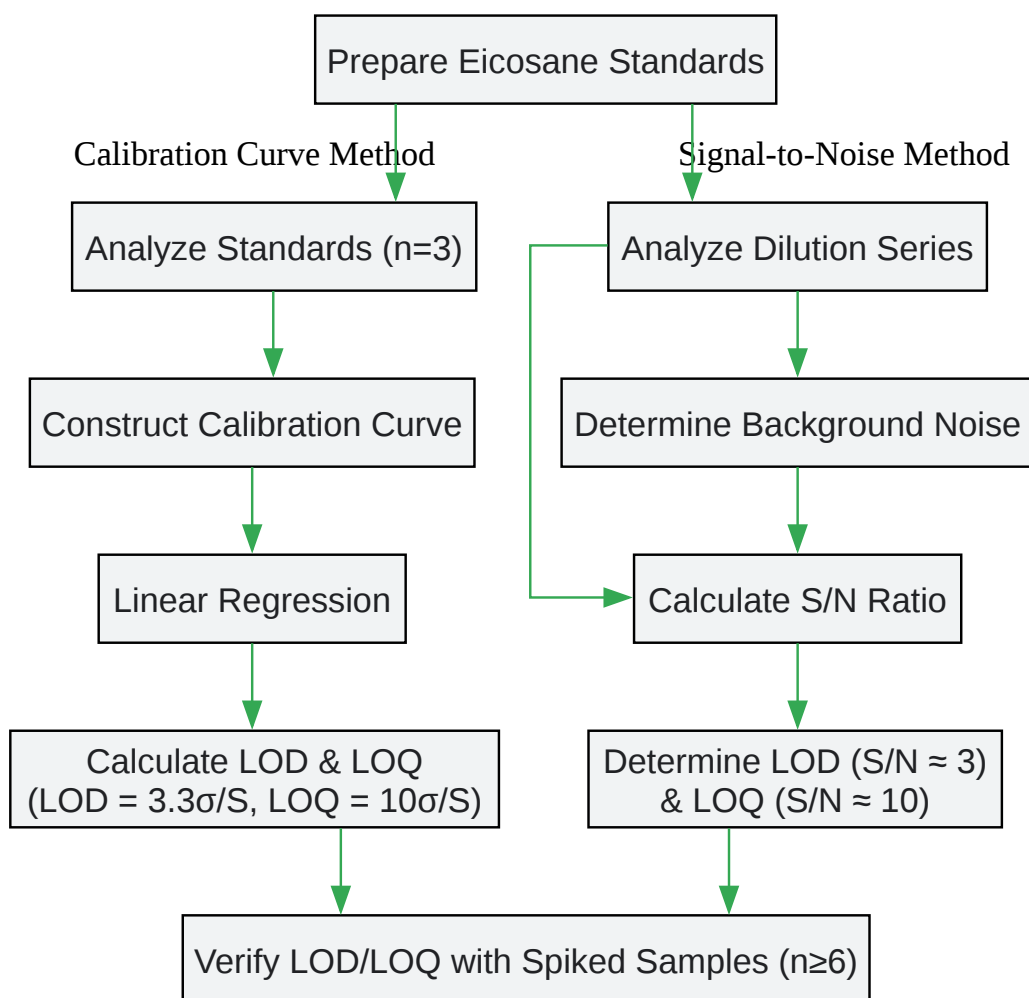 Prepare Eicosane Standards
Calibration Curve Method
Signal-to-Noise Method
Analyze Standards (n=3)
Analyze Dilution Series
Construct Calibration Curve
Determine Background Noise
Linear Regression
Calculate S/N Ratio
Calculate LOD & LOQ
(LOD = 3.3σ/S, LOQ = 10σ/S)
Determine LOD (S/N ≈ 3)
& LOQ (S/N ≈ 10)
Verify LOD/LOQ with Spiked Samples (n≥6)